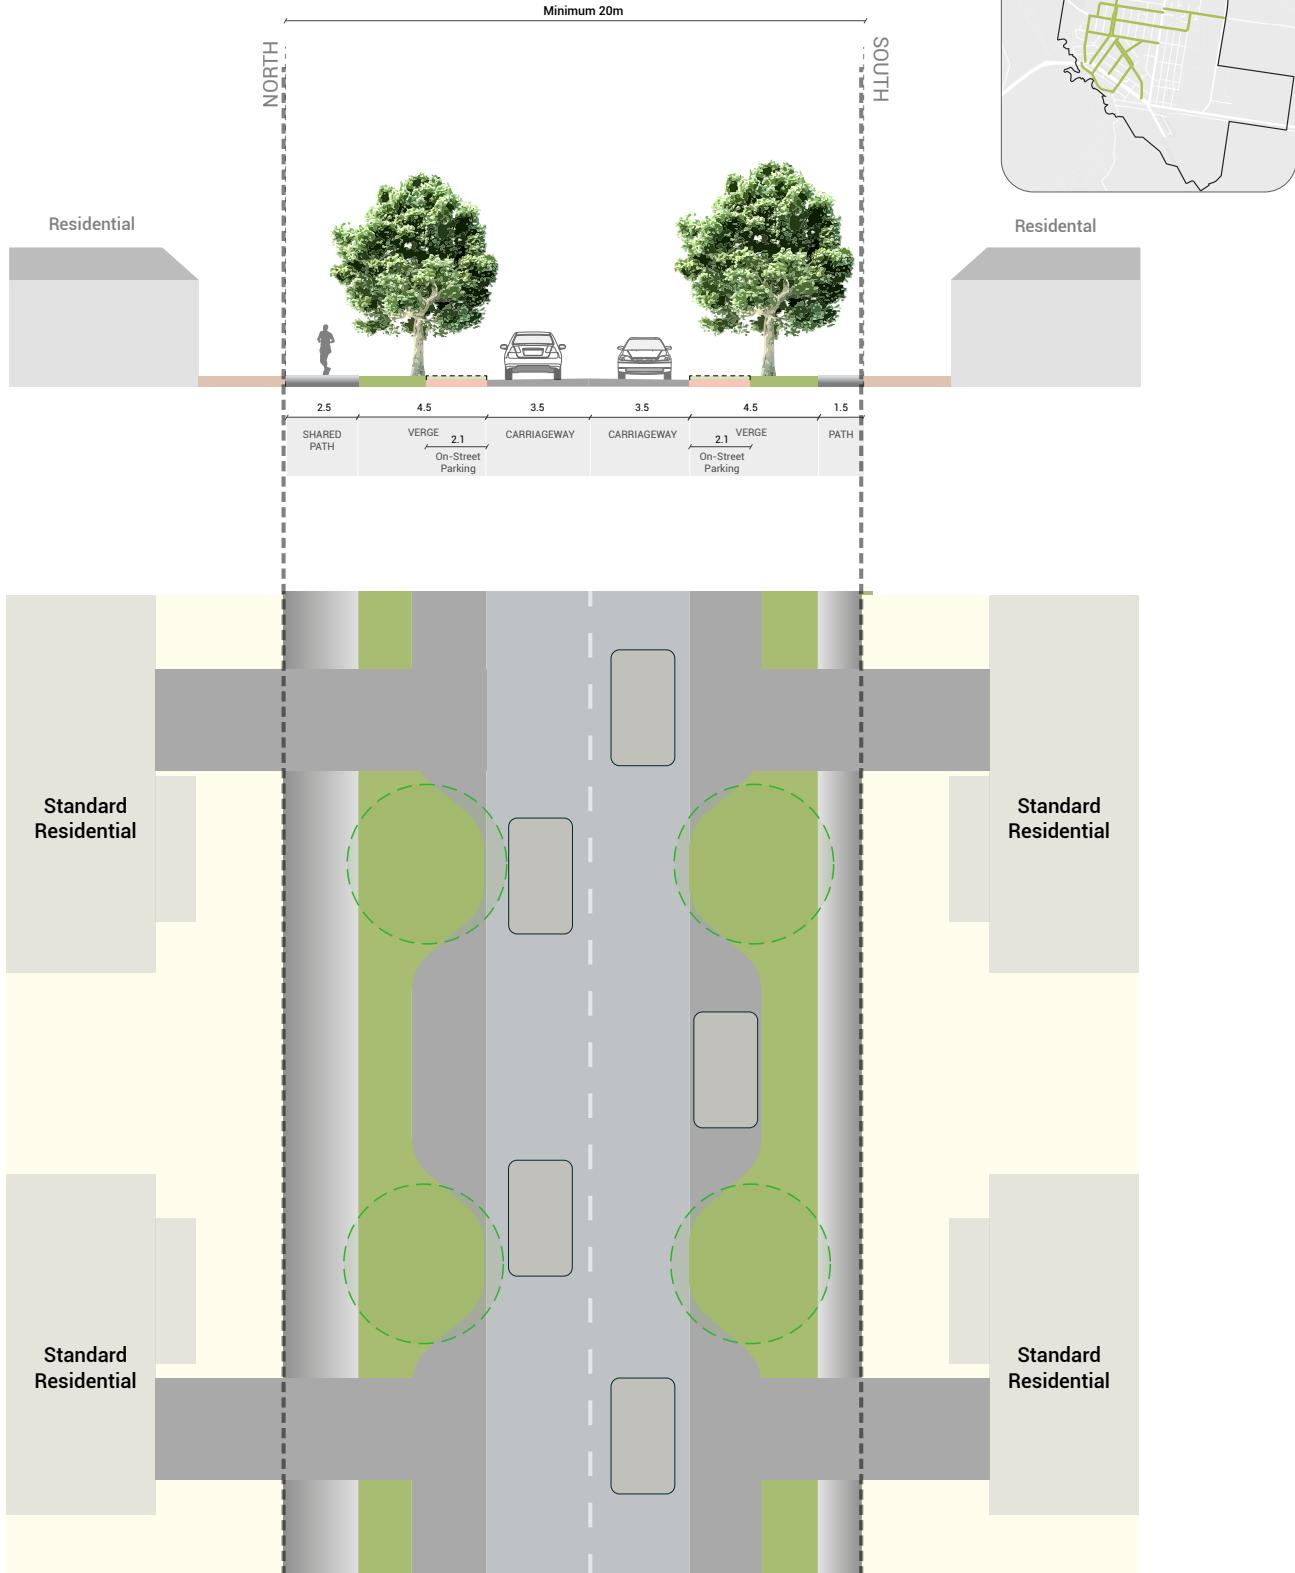 Minimum 20m
NORTH
SOUTH
Residential
Residental
2.5
4.5
3.5
3.5
4.5
1.5
SHARED
PATH
VERGE
2.1
On-Street
Parking
CARRIAGEWAY
CARRIAGEWAY
VERGE
2.1
On-Street
Parking
PATH
Standard
Residential
Standard
Residential
Standard
Residential
Standard
Residential